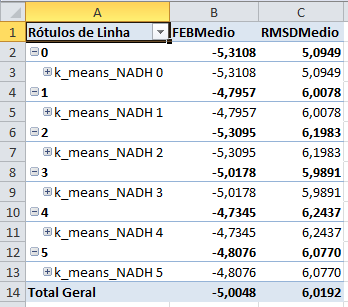 A B C
1 Rótulos de Linha FEBMedio RMSDMedio
2 0 -5,3108 5,0949
3 k_means_NADH 0 -5,3108 5,0949
4 1 -4,7957 6,0078
5 k_means_NADH 1 -4,7957 6,0078
6 2 -5,3095 6,1983
7 k_means_NADH 2 -5,3095 6,1983
8 3 -5,0178 5,9891
9 k_means_NADH 3 -5,0178 5,9891
10 4 -4,7345 6,2437
11 k_means_NADH 4 -4,7345 6,2437
12 5 -4,8076 6,0770
13 k_means_NADH 5 -4,8076 6,0770
14 Total Geral -5,0048 6,0192